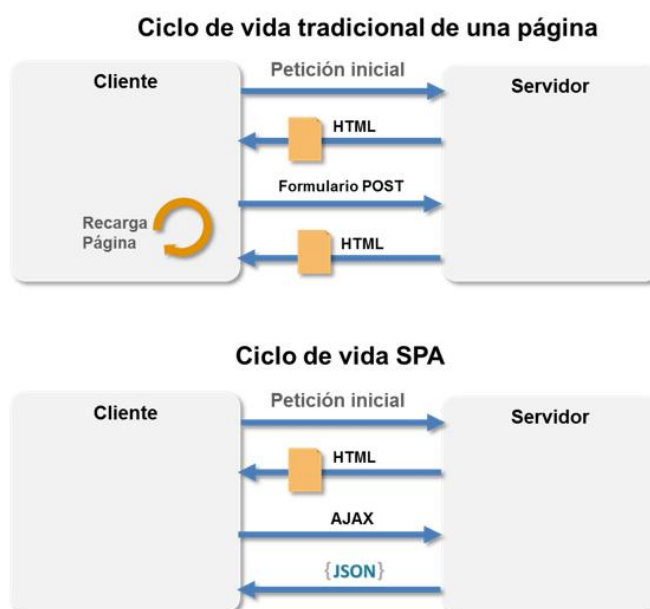 Ciclo de vida tradicional de una página
Cliente
Petición inicial
Servidor
HTML
Formulario POST
Recarga
Página
HTML
Ciclo de vida SPA
Cliente
Petición inicial
Servidor
HTML
AJAX
{JSON}